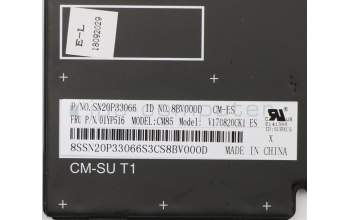 E-L
18092029
P/NO.SN20P33066 ID NO.8BV000D CM-ES
FRU P/N.01YP516 MODEL:CM85 Model: V170820CK1 ES
E141393
X
8SSN20P33066S3CS8BV000D MADE IN CHINA
CM-SU T1